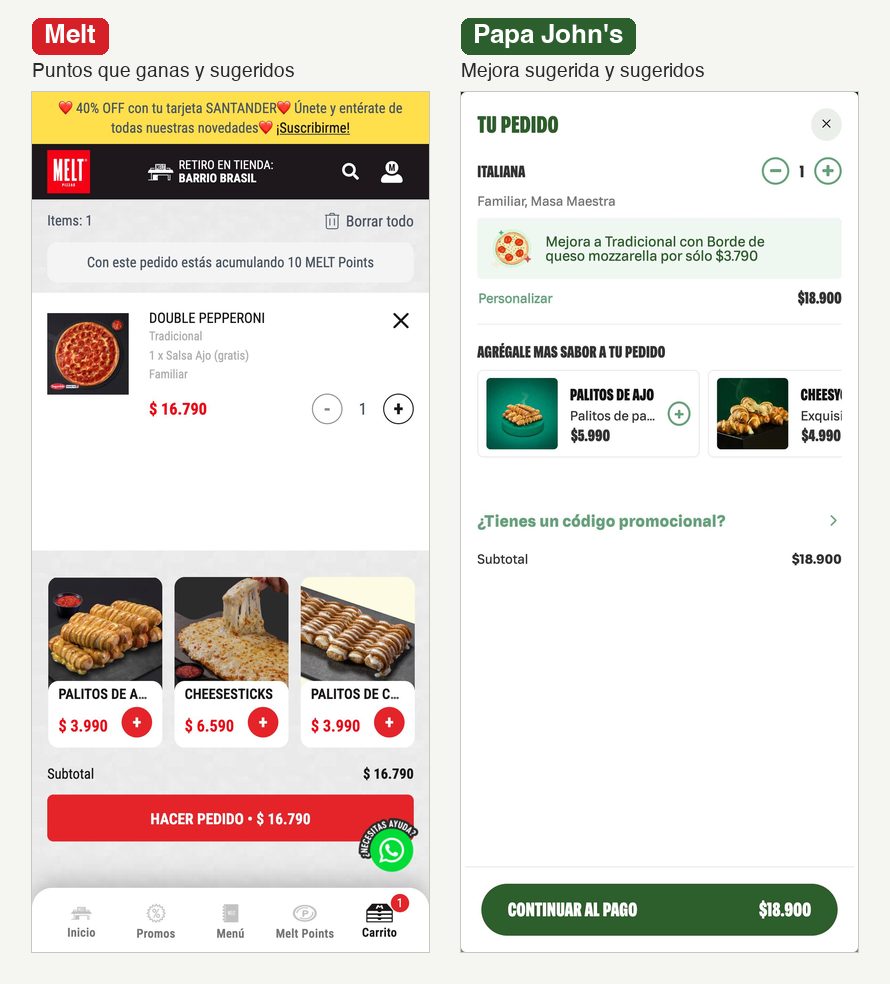 Melt
Puntos que ganas y sugeridos
❤️ 40% OFF con tu tarjeta SANTANDER❤️ Únete y entérate de
todas nuestras novedades❤️ ¡Suscribirme!
MELT
PIZZAS
RETIRO EN TIENDA:
BARRIO BRASIL
M
Items: 1
Borrar todo
Con este pedido estás acumulando 10 MELT Points
DOUBLE PEPPERONI
Tradicional
1 x Salsa Ajo (gratis)
Familiar
$ 16.790
- 1 +
PALITOS DE A...
$ 3.990 +
CHEESESTICKS
$ 6.590 +
PALITOS DE C...
$ 3.990 +
Subtotal $ 16.790
HACER PEDIDO • $ 16.790
¿NECESITAS AYUDA?
1
Inicio
Promos
Menú
Melt Points
Carrito
Papa John's
Mejora sugerida y sugeridos
TU PEDIDO
ITALIANA
1
Familiar, Masa Maestra
Mejora a Tradicional con Borde de
queso mozzarella por sólo $3.790
Personalizar $18.900
AGRÉGALE MAS SABOR A TU PEDIDO
PALITOS DE AJO
Palitos de pa...
$5.990
CHEESY
Exquisi
$4.990
¿Tienes un código promocional?
Subtotal $18.900
CONTINUAR AL PAGO $18.900